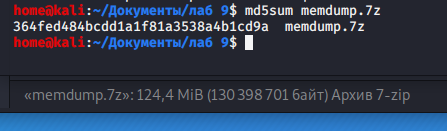 home@kali:~/Документы/лаб 9$ md5sum memdump.7z
364fed484bcdd1a1f81a3538a4b1cd9a  memdump.7z
home@kali:~/Документы/лаб 9$
«memdump.7z»: 124,4 MiB (130 398 701 байт) Архив 7-zip